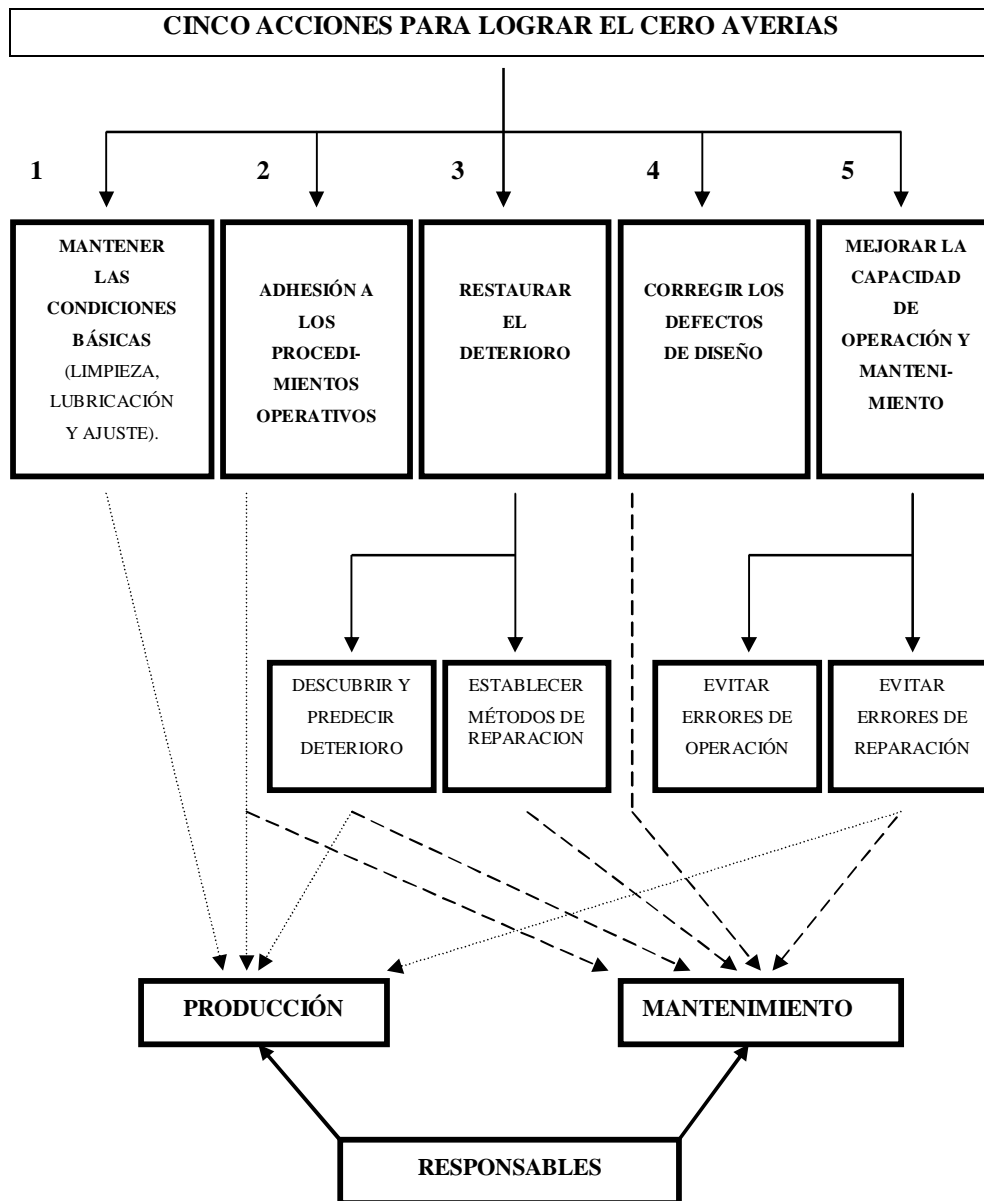 CINCO ACCIONES PARA LOGRAR EL CERO AVERIAS
1
2
3
4
5
MANTENER
LAS
CONDICIONES
BÁSICAS
(LIMPIEZA,
LUBRICACIÓN
Y AJUSTE).
ADHESIÓN A
LOS
PROCEDI-
MIENTOS
OPERATIVOS
RESTAURAR
EL
DETERIORO
CORREGIR LOS
DEFECTOS
DE DISEÑO
MEJORAR LA
CAPACIDAD
DE
OPERACIÓN Y
MANTENI-
MIENTO
DESCUBRIR Y
PREDECIR
DETERIORO
ESTABLECER
MÉTODOS DE
REPARACION
EVITAR
ERRORES DE
OPERACIÓN
EVITAR
ERRORES DE
REPARACIÓN
PRODUCCIÓN
MANTENIMIENTO
RESPONSABLES